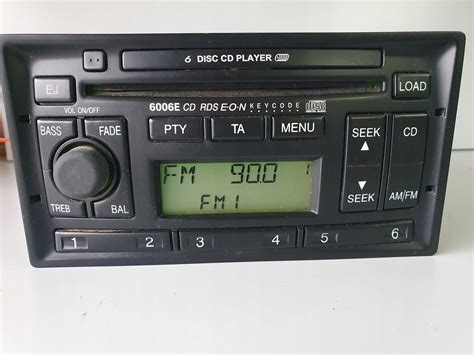 6 DISC CD PLAYER
EJ
LOAD
VOL ON/OFF
6006E CD RDS E·O·N KEYCODE
BASS FADE
PTY TA MENU
SEEK CD
FM 90.0 1
FM1
TREB BAL
SEEK AM/FM
1 2 3 4 5 6